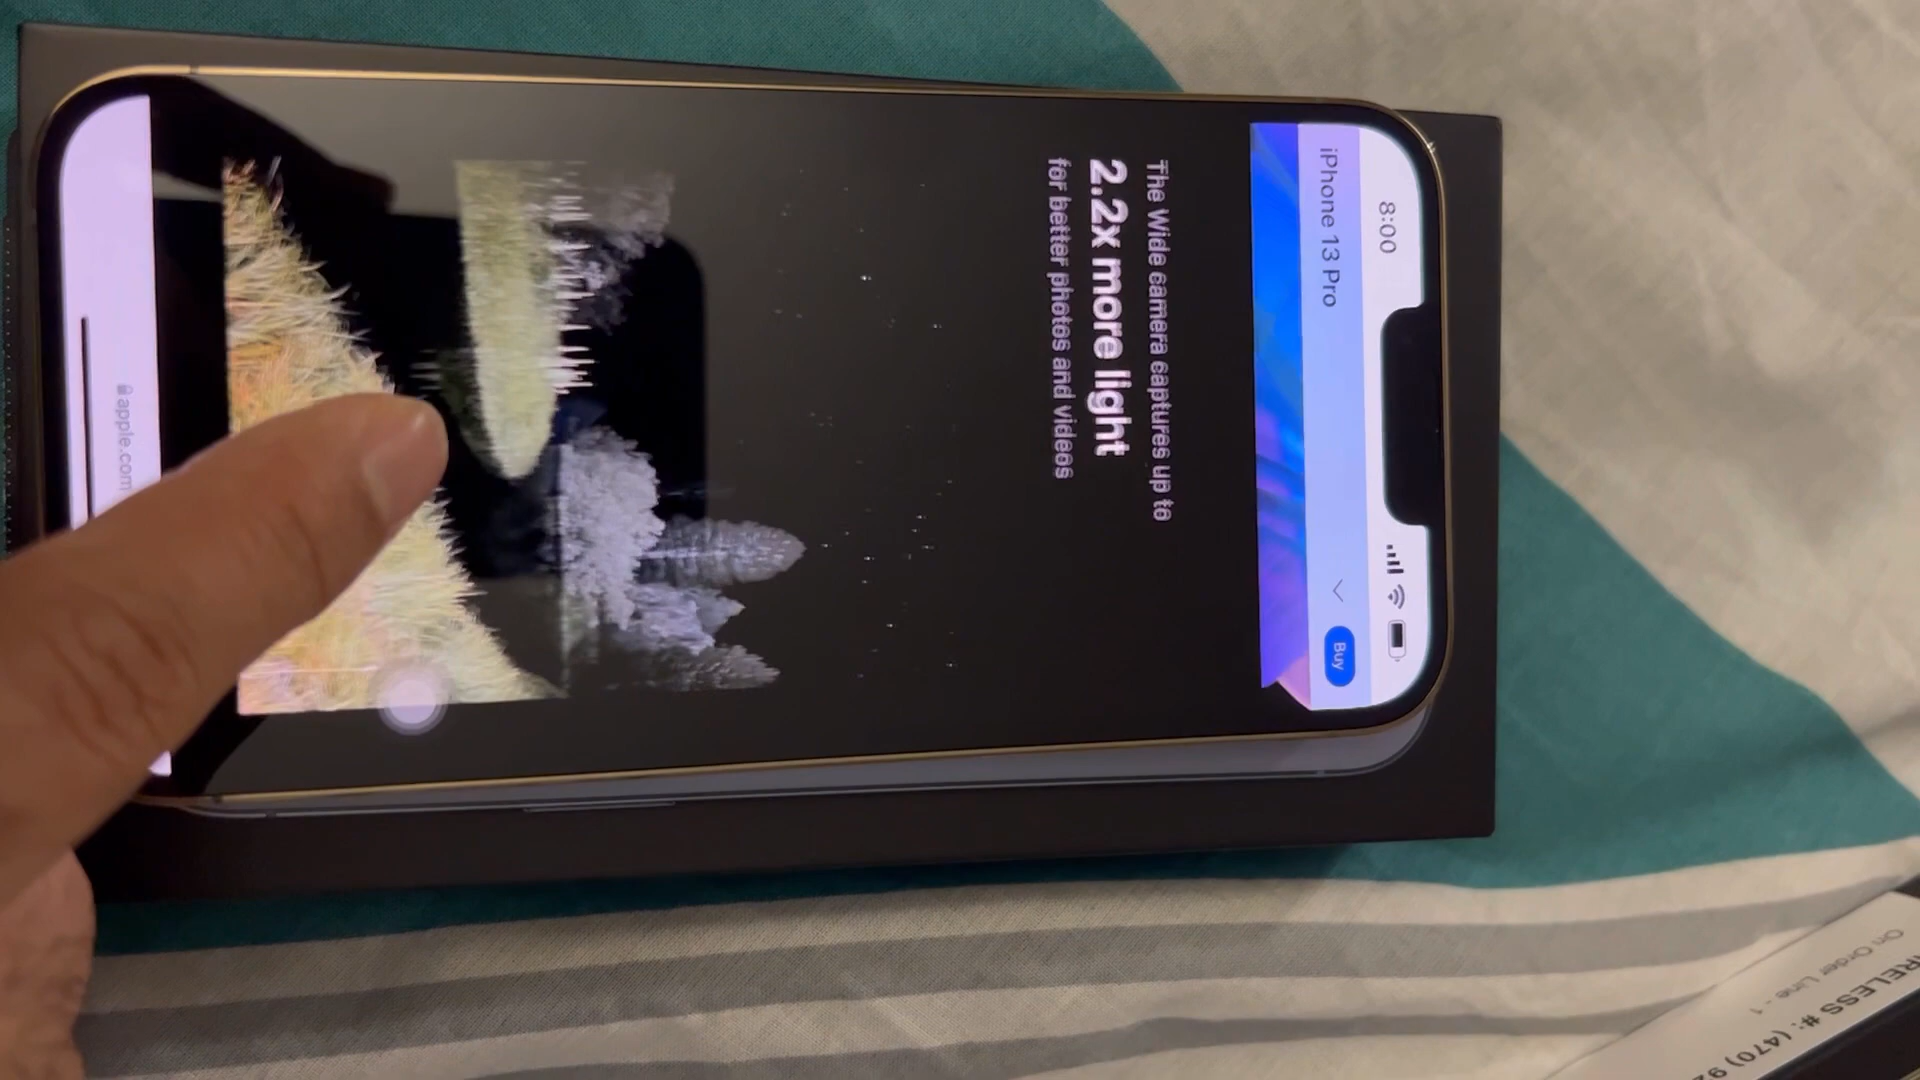 8:00
iPhone 13 Pro
Buy
The Wide camera captures up to
2.2x more light
for better photos and videos
apple.com
On Order Line - 1
RELESS #: (470) 92